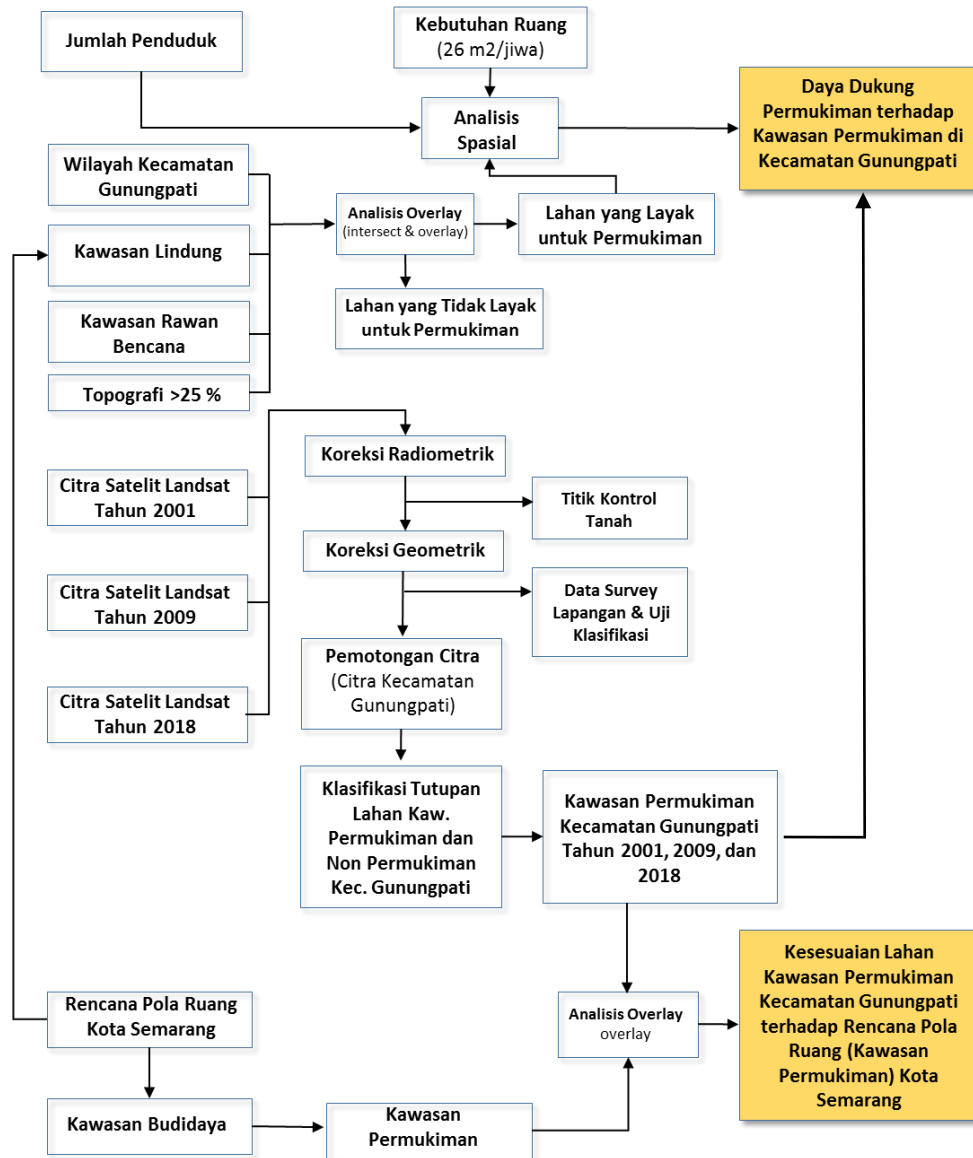 Jumlah Penduduk
Kebutuhan Ruang
(26 m2/jiwa)
Analisis
Spasial
Daya Dukung
Permukiman terhadap
Kawasan Permukiman di
Kecamatan Gunungpati
Wilayah Kecamatan
Gunungpati
Analisis Overlay
(intersect & overlay)
Lahan yang Layak
untuk Permukiman
Kawasan Lindung
Lahan yang Tidak Layak
untuk Permukiman
Kawasan Rawan
Bencana
Topografi >25 %
Koreksi Radiometrik
Citra Satelit Landsat
Tahun 2001
Titik Kontrol
Tanah
Koreksi Geometrik
Citra Satelit Landsat
Tahun 2009
Data Survey
Lapangan & Uji
Klasifikasi
Pemotongan Citra
(Citra Kecamatan
Gunungpati)
Citra Satelit Landsat
Tahun 2018
Klasifikasi Tutupan
Lahan Kaw.
Permukiman dan
Non Permukiman
Kec. Gunungpati
Kawasan Permukiman
Kecamatan Gunungpati
Tahun 2001, 2009, dan
2018
Rencana Pola Ruang
Kota Semarang
Analisis Overlay
overlay
Kesesuaian Lahan
Kawasan Permukiman
Kecamatan Gunungpati
terhadap Rencana Pola
Ruang (Kawasan
Permukiman) Kota
Semarang
Kawasan Budidaya
Kawasan
Permukiman